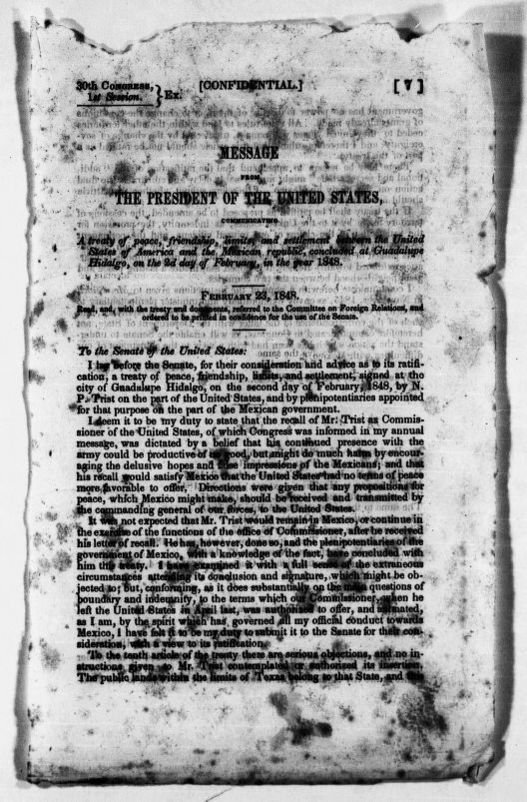 30th Congress,
1st Session.
Ex.
[CONFIDENTIAL.]
[ 7 ]
MESSAGE
FROM
THE PRESIDENT OF THE UNITED STATES,
COMMUNICATING
A treaty of peace, friendship, limits, and settlement between the United
States of America and the Mexican republic, concluded at Guadalupe
Hidalgo, on the 2d day of February, in the year 1848.
February 23, 1848.
Read, and, with the treaty and documents, referred to the Committee on Foreign Relations, and
ordered to be printed in confidence for the use of the Senate.
To the Senate of the United States:
I lay before the Senate, for their consideration and advice as to its ratifi-
cation, a treaty of peace, friendship, limits, and settlement, signed at the
city of Guadalupe Hidalgo, on the second day of February, 1848, by N.
P. Trist on the part of the United States, and by plenipotentiaries appointed
for that purpose on the part of the Mexican government.
I deem it to be my duty to state that the recall of Mr. Trist as Commis-
sioner of the United States, of which Congress was informed in my annual
message, was dictated by a belief that his continued presence with the
army could be productive of no good, but might do much harm by encour-
aging the delusive hopes and false impressions of the Mexicans; and that
his recall would satisfy Mexico that the United States had no terms of peace
more favorable to offer. Directions were given that any propositions for
peace, which Mexico might make, should be received and transmitted by
the commanding general of our forces, to the United States.
It was not expected that Mr. Trist would remain in Mexico, or continue in
the exercise of the functions of the office of Commissioner, after he received
his letter of recall. He has, however, done so, and the plenipotentiaries of the
government of Mexico, with a knowledge of the fact, have concluded with
him this treaty. I have examined it with a full sense of the extraneous
circumstances attending its conclusion and signature, which might be ob-
jected to; but, conforming, as it does substantially on the main questions of
boundary and indemnity, to the terms which our Commissioner, when he
left the United States in April last, was authorised to offer, and animated,
as I am, by the spirit which has governed all my official conduct towards
Mexico, I have felt it to be my duty to submit it to the Senate for their con-
sideration, with a view to its ratification.
To the tenth article of the treaty there are serious objections, and no in-
structions given to Mr. Trist contemplated or authorized its insertion.
The public lands within the limits of Texas belong to that State, and